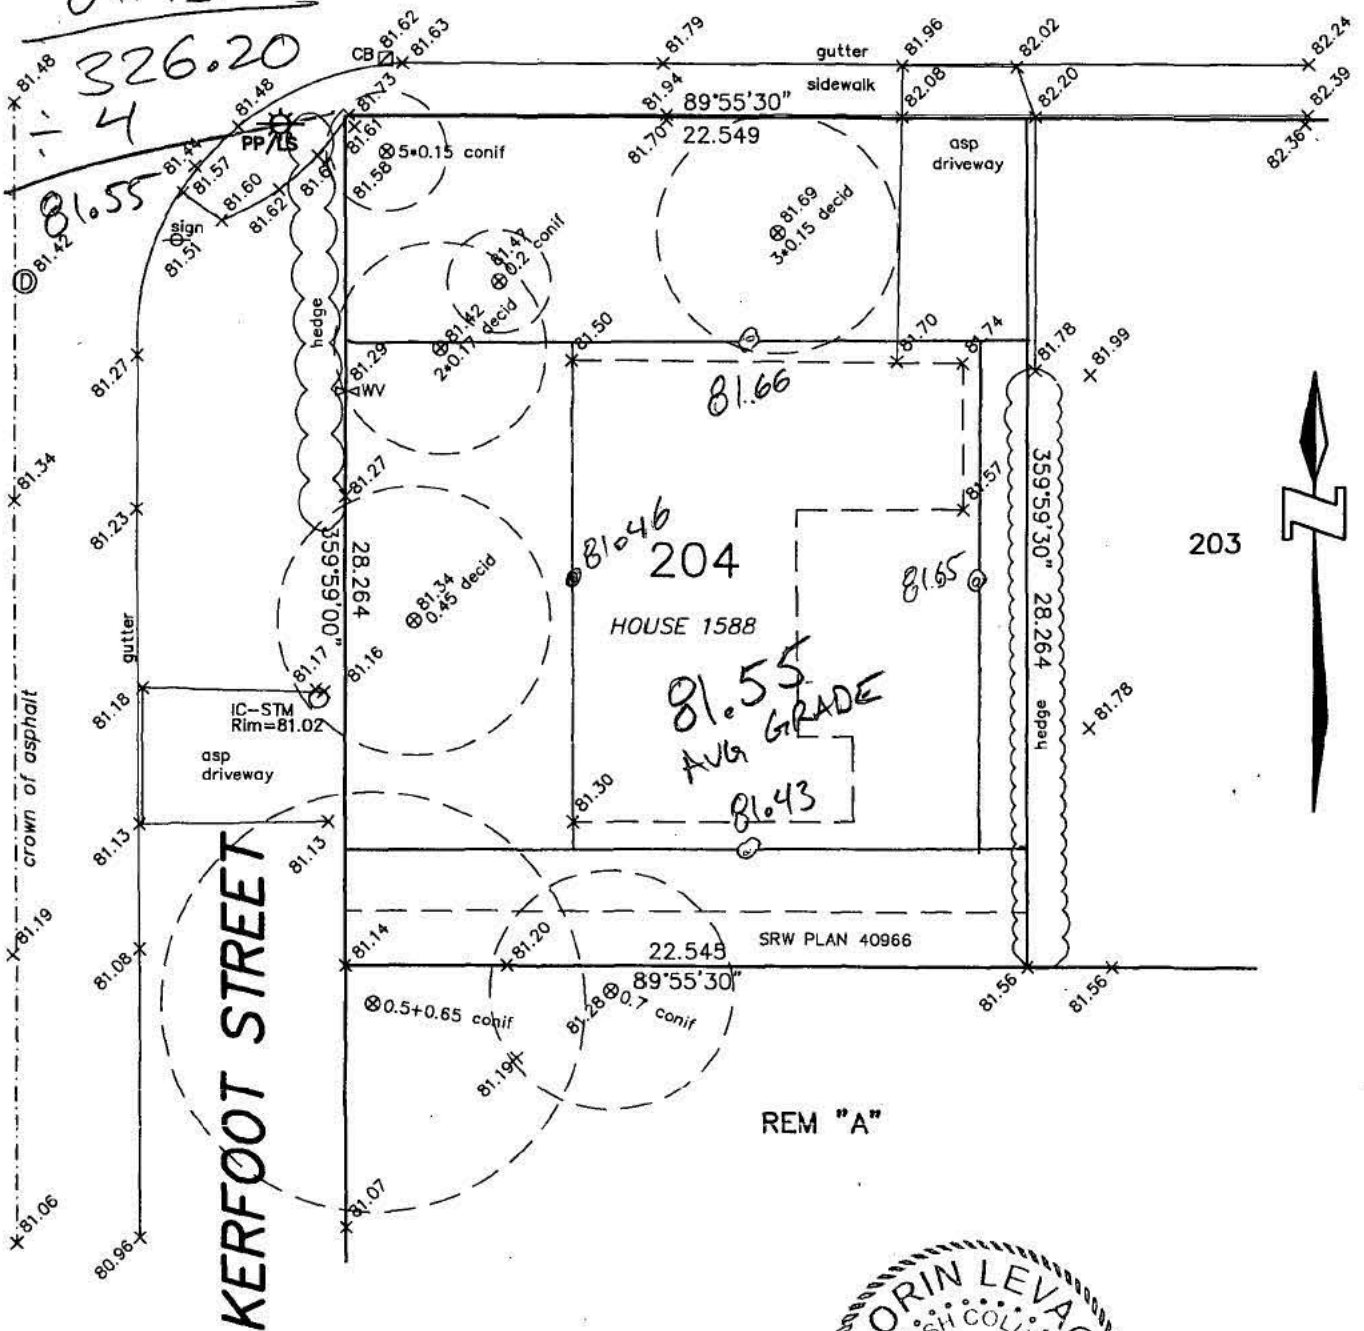 326.20
÷ 4
81.55
81.48
81.62
CB
81.63
81.79
gutter
81.96
82.02
82.24
sidewalk
81.48
81.73
81.94
89°55'30"
82.08
82.20
82.39
PP/LS
81.61
81.70
22.549
82.36
81.44
81.57
81.60
81.62
81.58
5*0.15 conif
asp
driveway
sign
81.51
81.42
D
81.47
0.2 conif
81.69
3*0.15 decid
hedge
81.42
2*0.17 decid
81.27
81.29
WV
81.50
81.66
81.70
81.74
81.78
81.99
81.34
81.23
81.27
81.46
204
81.57
81.65
359°59'30" 28.264
hedge
203
359°59'00"
28.264
81.34
0.45 decid
HOUSE 1588
gutter
81.17
81.16
81.18
IC-STM
Rim=81.02
asp
driveway
81.55
AVG GRADE
81.78
crown of asphalt
81.30
81.43
81.13
81.13
KERFOOT STREET
81.19
81.08
81.14
81.20
22.545
SRW PLAN 40966
89°55'30"
81.56
81.56
0.5+0.65 conif
81.28
0.7 conif
81.19
REM "A"
81.07
81.06
80.96
ORIN LEVA